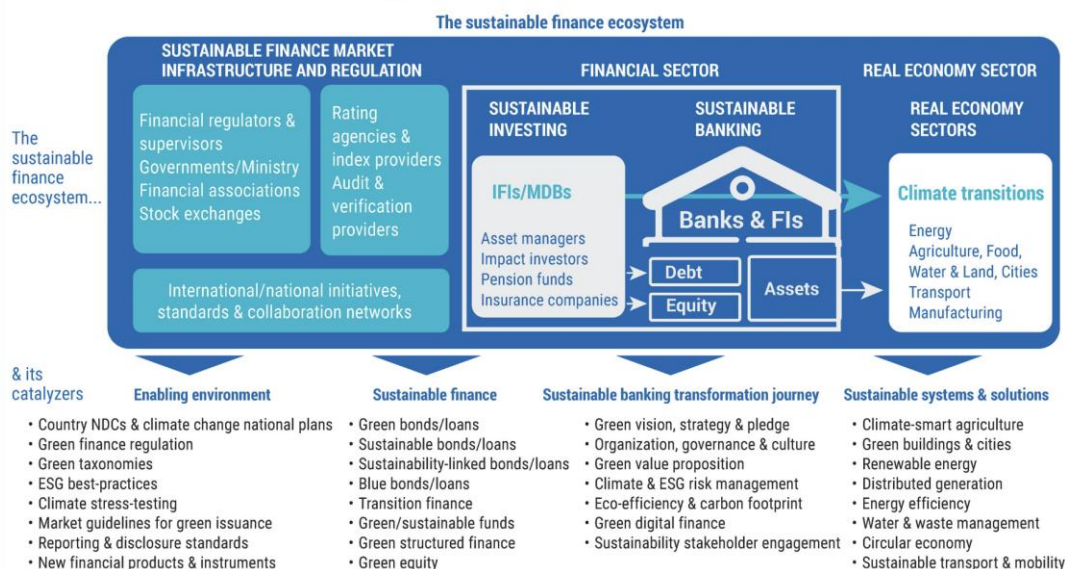 The sustainable finance ecosystem
SUSTAINABLE FINANCE MARKET
INFRASTRUCTURE AND REGULATION
FINANCIAL SECTOR
REAL ECONOMY SECTOR
The
sustainable
finance
ecosystem...
Financial regulators &
supervisors
Governments/Ministry
Financial associations
Stock exchanges
Rating
agencies &
index providers
Audit &
verification
providers
International/national initiatives,
standards & collaboration networks
SUSTAINABLE
INVESTING
IFIs/MDBs
Asset managers
Impact investors
Pension funds
Insurance companies
SUSTAINABLE
BANKING
Banks & FIs
Debt
Equity
Assets
REAL ECONOMY
SECTORS
Climate transitions
Energy
Agriculture, Food,
Water & Land, Cities
Transport
Manufacturing
& its
catalyzers
Enabling environment
• Country NDCs & climate change national plans
• Green finance regulation
• Green taxonomies
• ESG best-practices
• Climate stress-testing
• Market guidelines for green issuance
• Reporting & disclosure standards
• New financial products & instruments
Sustainable finance
• Green bonds/loans
• Sustainable bonds/loans
• Sustainability-linked bonds/loans
• Blue bonds/loans
• Transition finance
• Green/sustainable funds
• Green structured finance
• Green equity
Sustainable banking transformation journey
• Green vision, strategy & pledge
• Organization, governance & culture
• Green value proposition
• Climate & ESG risk management
• Eco-efficiency & carbon footprint
• Green digital finance
• Sustainability stakeholder engagement
Sustainable systems & solutions
• Climate-smart agriculture
• Green buildings & cities
• Renewable energy
• Distributed generation
• Energy efficiency
• Water & waste management
• Circular economy
• Sustainable transport & mobility